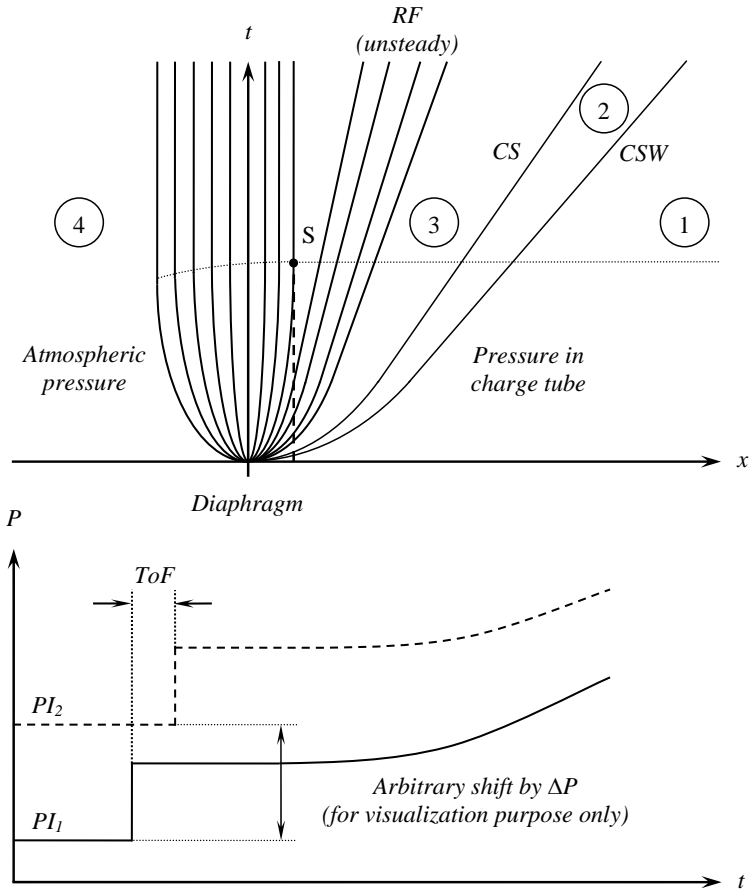 RF
(unsteady)
t
2
CS
CSW
4
S
3
1
Atmospheric
pressure
Pressure in
charge tube
x
Diaphragm
P
ToF
PI₂
Arbitrary shift by ΔP
(for visualization purpose only)
PI₁
t